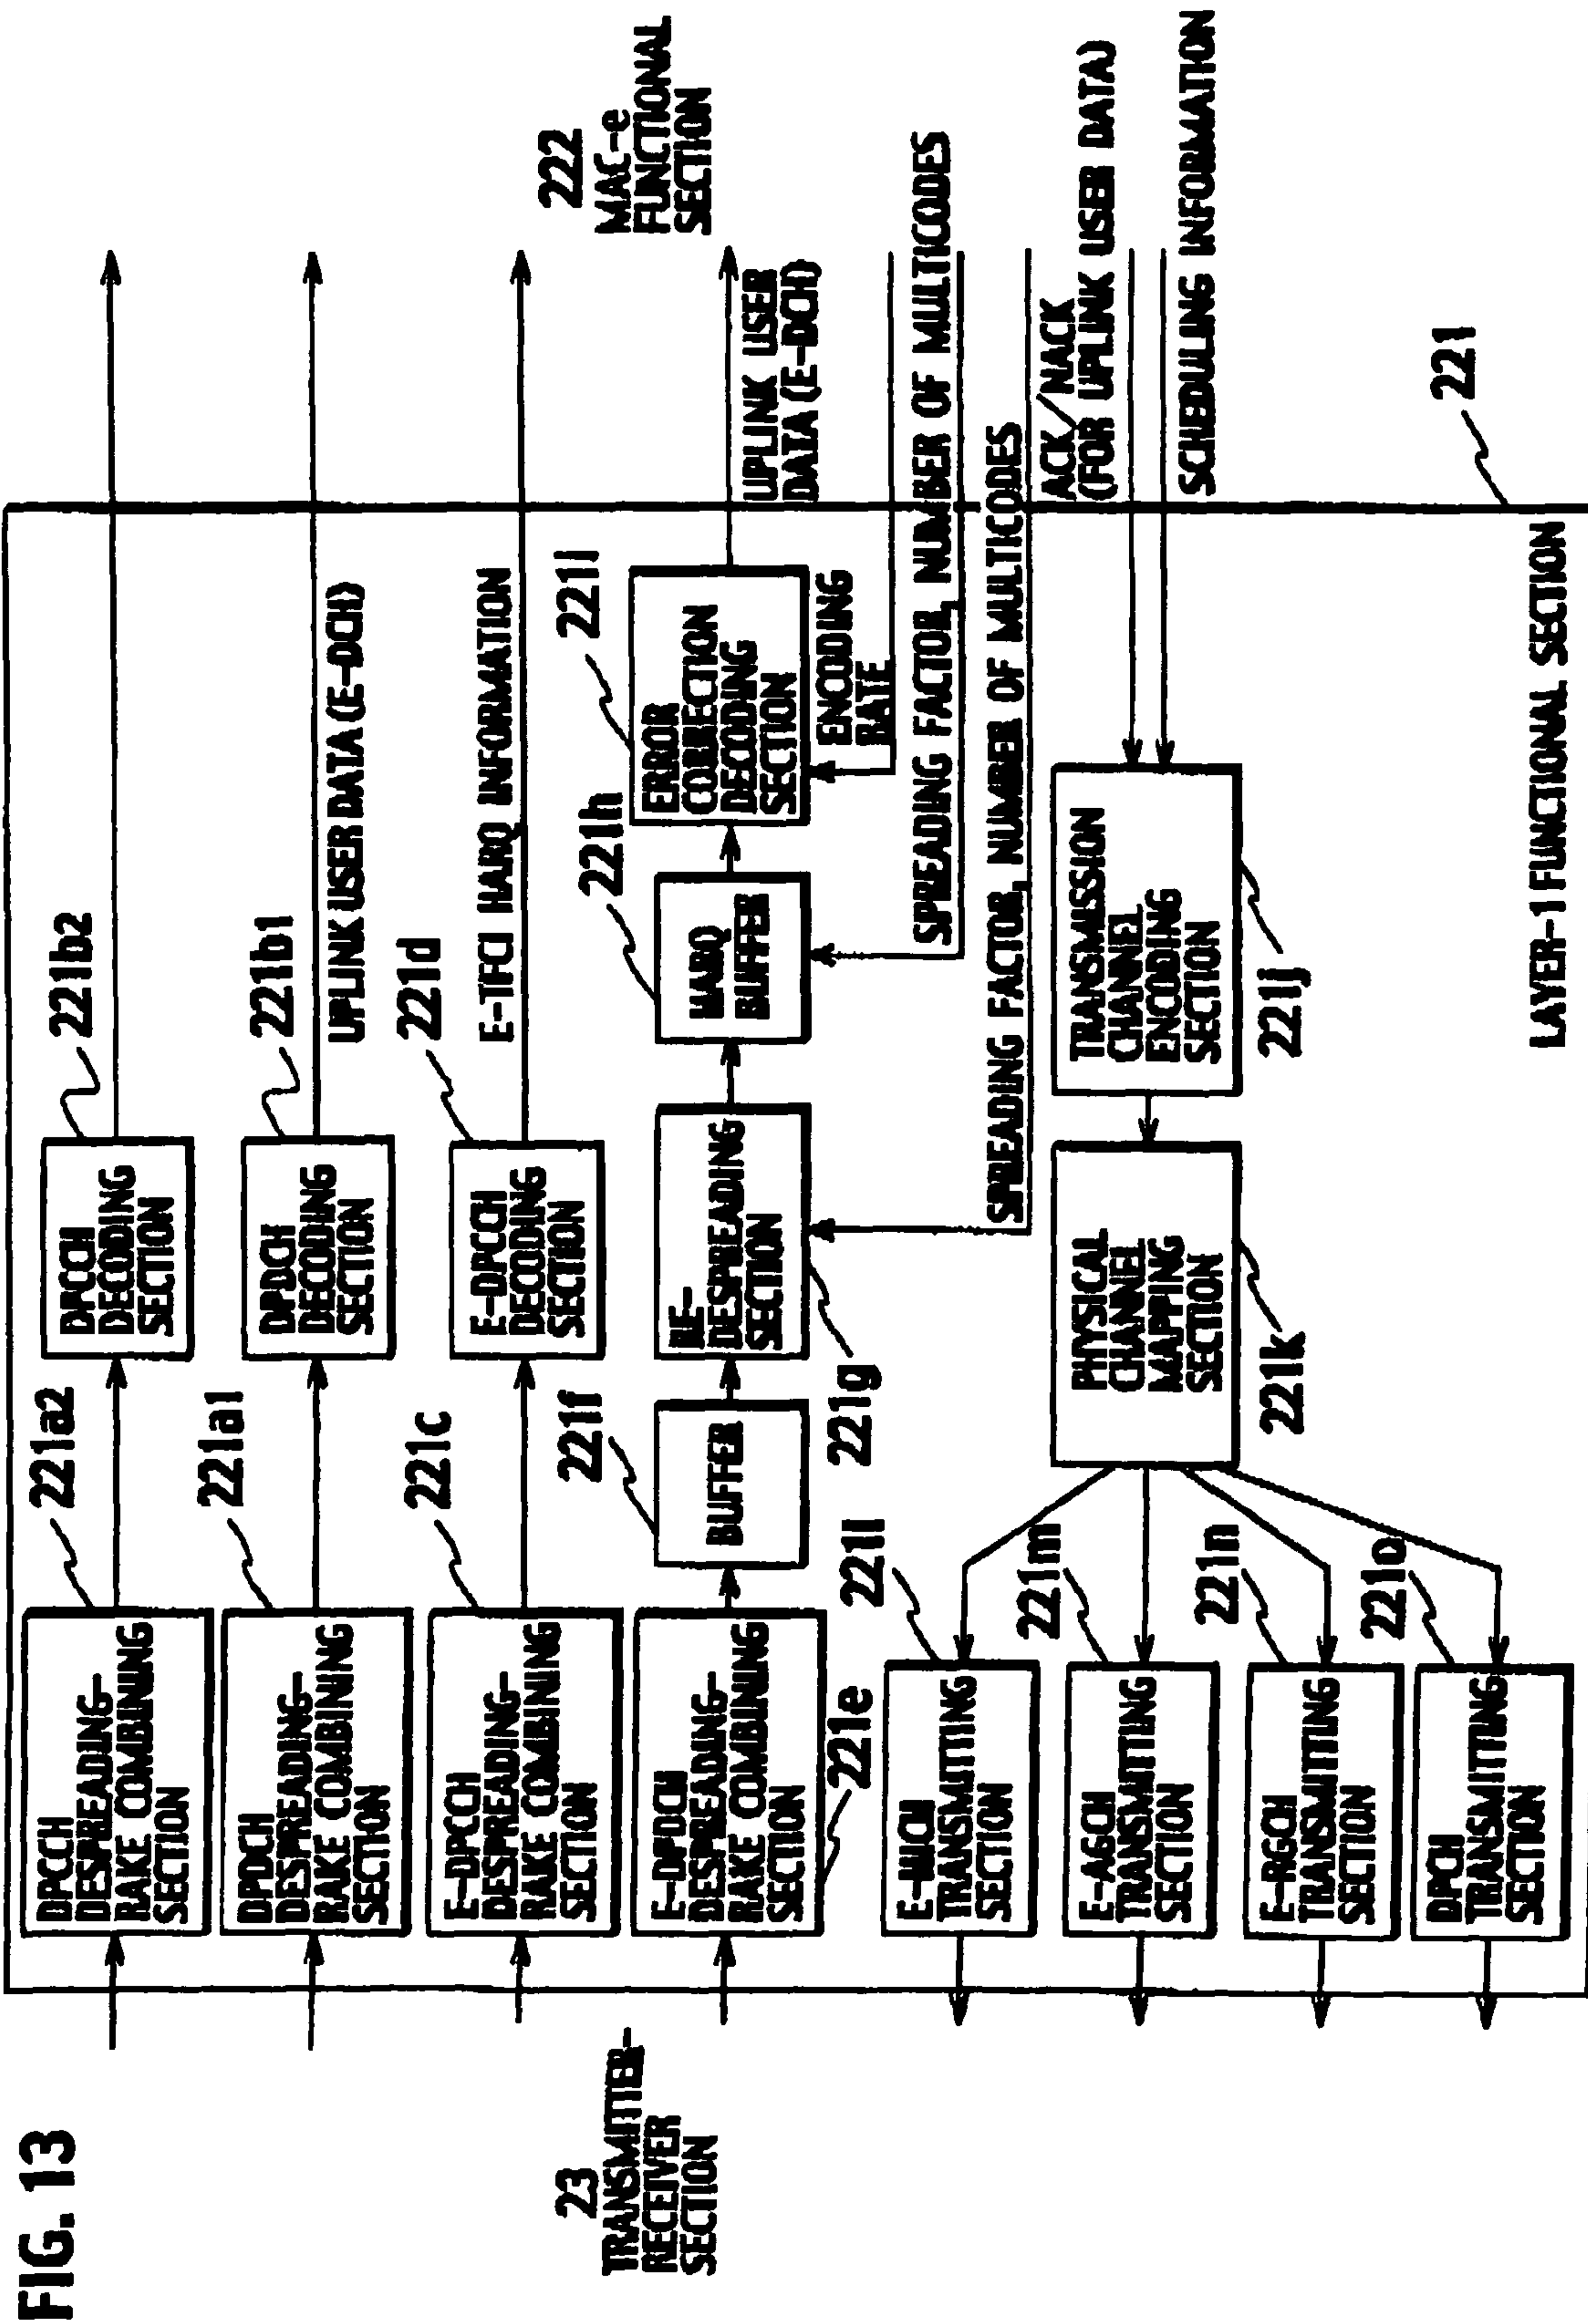 FIG. 13
23
TRANSMITTER-
RECEIVER
SECTION
222
MAC-e
FUNCTIONAL
SECTION
DPCCH
DESPREADING-
RAKE COMBINING
SECTION
221a2
DPCCH
DECODING
SECTION
221b2
DPDCH
DESPREADING-
RAKE COMBINING
SECTION
221a1
DPDCH
DECODING
SECTION
221b1
UPLINK USER DATA (E-DCH)
E-DPCCH
DESPREADING-
RAKE COMBINING
SECTION
221c
E-DPCCH
DECODING
SECTION
221d
E-TFCI HARQ INFORMATION
E-DPDCH
DESPREADING-
RAKE COMBINING
SECTION
221e
BUFFER
221f
RE-
DESPREADING
SECTION
221g
HARQ
BUFFER
221h
ERROR
CORRECTION
DECODING
SECTION
221i
UPLINK USER
DATA (E-DCH)
ENCODING
RATE
SPREADING FACTOR, NUMBER OF MULTICODES
SPREADING FACTOR, NUMBER OF MULTICODES
ACK/NACK
(FOR UPLINK USER DATA)
SCHEDULING INFORMATION
E-HICH
TRANSMITTING
SECTION
221l
E-AGCH
TRANSMITTING
SECTION
221m
E-RGCH
TRANSMITTING
SECTION
221n
DPCH
TRANSMITTING
SECTION
221o
PHYSICAL
CHANNEL
MAPPING
SECTION
221k
TRANSMISSION
CHANNEL
ENCODING
SECTION
221j
LAYER-1 FUNCTIONAL SECTION
221